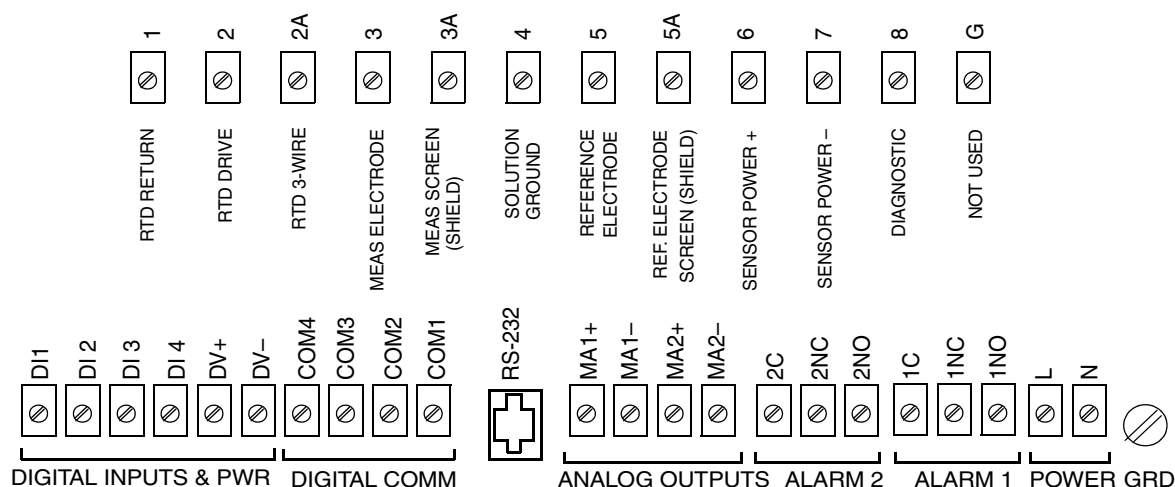 1 2 2A 3 3A 4 5 5A 6 7 8 G
RTD RETURN
RTD DRIVE
RTD 3-WIRE
MEAS ELECTRODE
MEAS SCREEN
(SHIELD)
SOLUTION
GROUND
REFERENCE
ELECTRODE
REF. ELECTRODE
SCREEN (SHIELD)
SENSOR POWER +
SENSOR POWER –
DIAGNOSTIC
NOT USED
DI1 DI 2 DI 3 DI 4 DV+ DV– COM4 COM3 COM2 COM1 RS-232 MA1+ MA1– MA2+ MA2– 2C 2NC 2NO 1C 1NC 1NO L N
DIGITAL INPUTS & PWR DIGITAL COMM ANALOG OUTPUTS ALARM 2 ALARM 1 POWER GRD